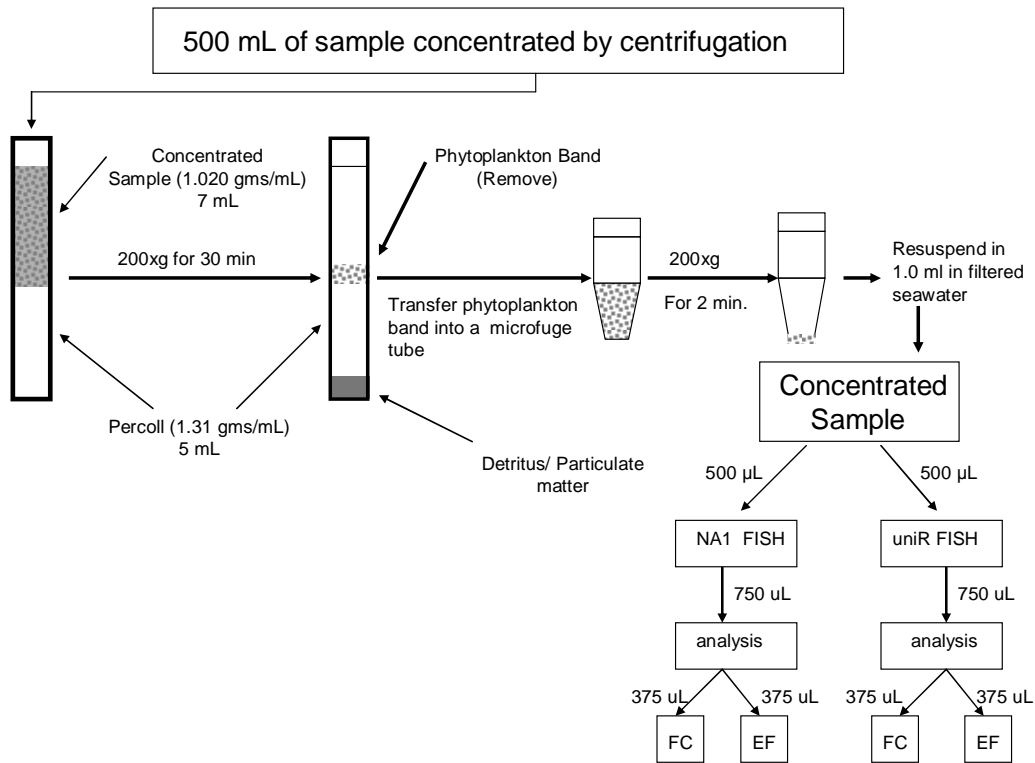 500 mL of sample concentrated by centrifugation
Concentrated
Sample (1.020 gms/mL)
7 mL
Phytoplankton Band
(Remove)
200xg for 30 min
Transfer phytoplankton
band into a microfuge
tube
200xg
For 2 min.
Resuspend in
1.0 ml in filtered
seawater
Percoll (1.31 gms/mL)
5 mL
Detritus/ Particulate
matter
Concentrated
Sample
500 µL
500 µL
NA1 FISH
uniR FISH
750 uL
750 uL
analysis
analysis
375 uL
375 uL
375 uL
375 uL
FC
EF
FC
EF